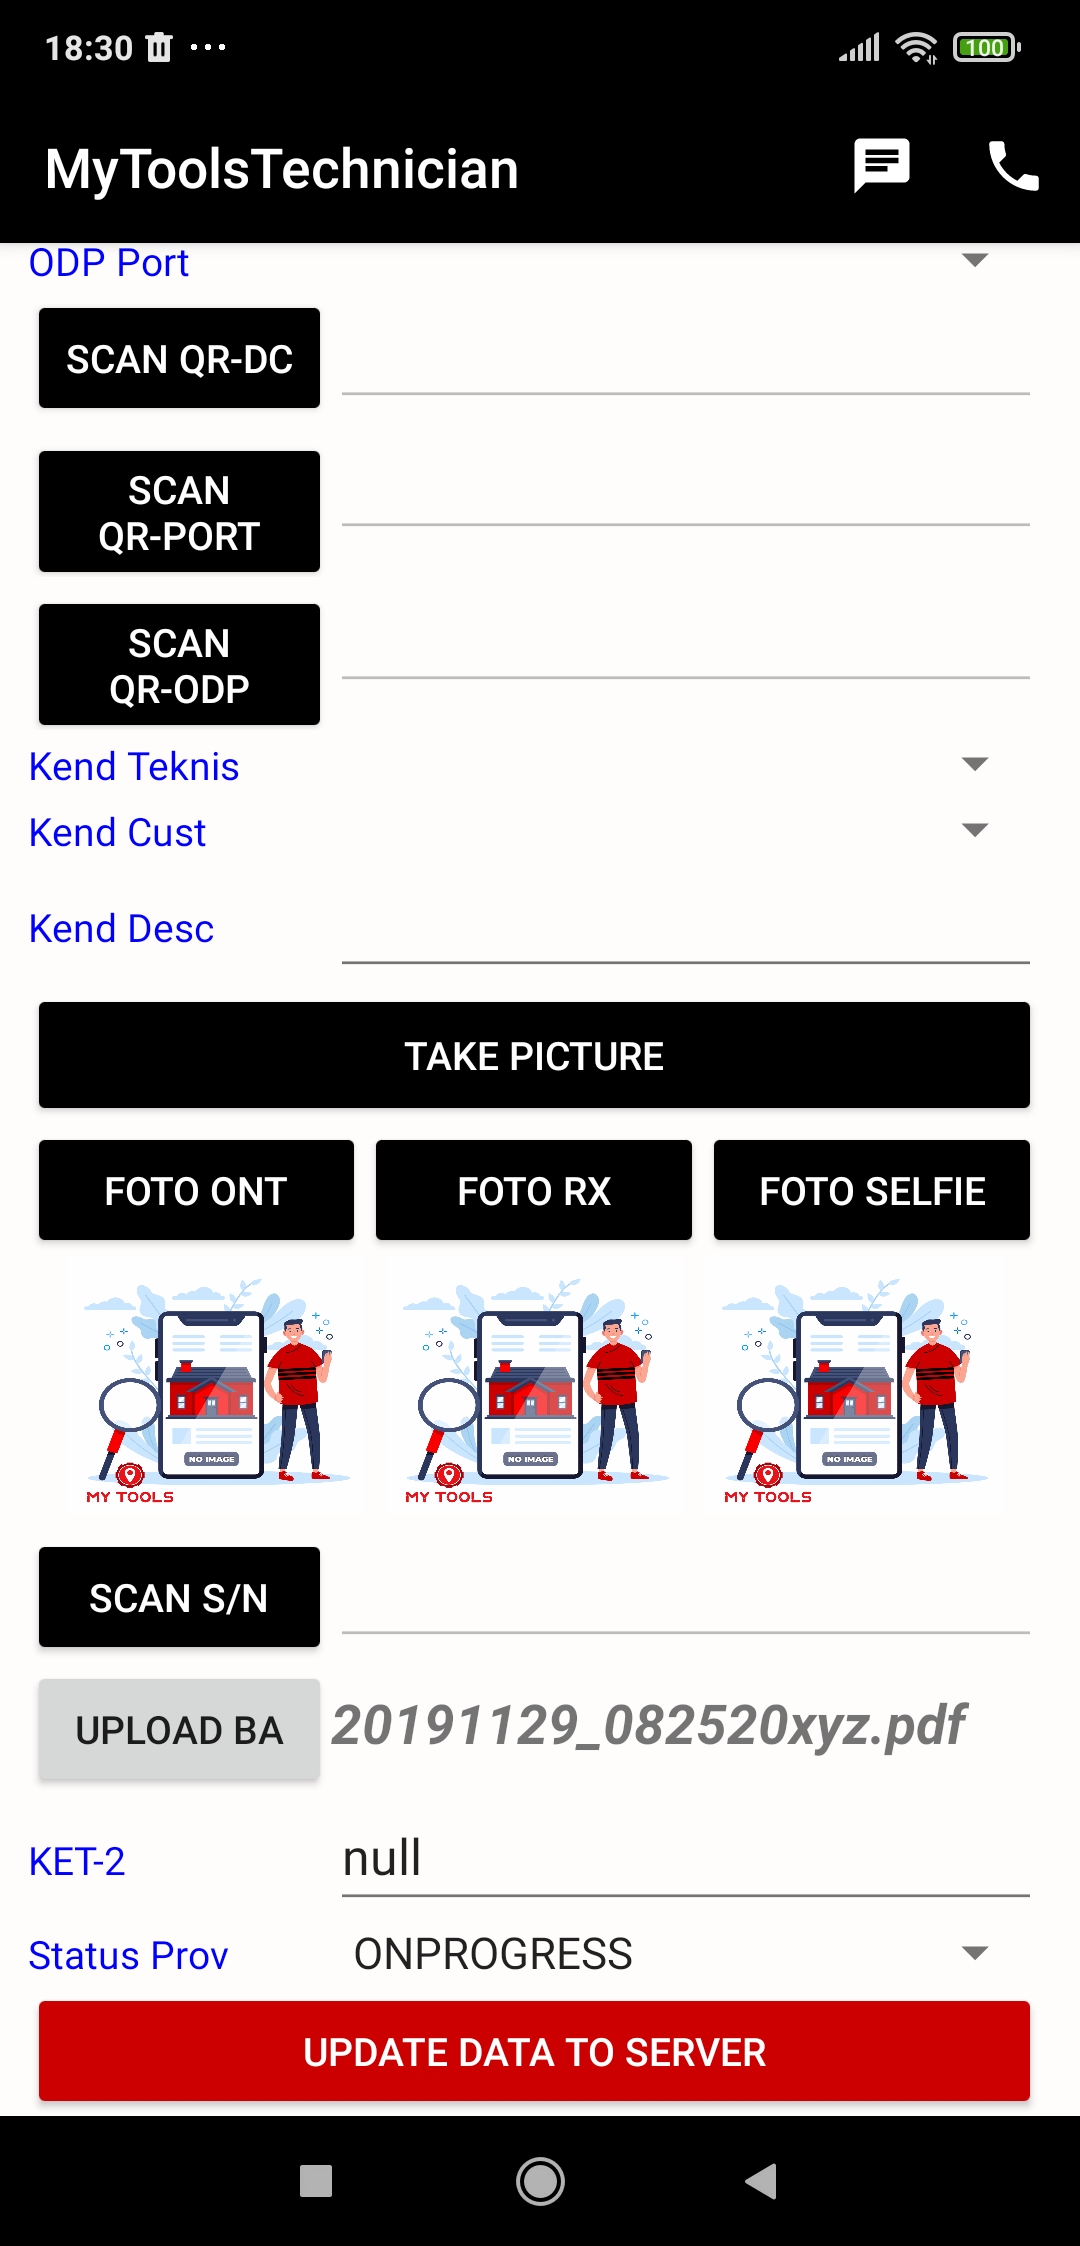 18:30
100
MyToolsTechnician
ODP Port
SCAN QR-DC
SCAN
QR-PORT
SCAN
QR-ODP
Kend Teknis
Kend Cust
Kend Desc
TAKE PICTURE
FOTO ONT
FOTO RX
FOTO SELFIE
NO IMAGE
MY TOOLS
NO IMAGE
MY TOOLS
NO IMAGE
MY TOOLS
SCAN S/N
UPLOAD BA
20191129_082520xyz.pdf
KET-2
null
Status Prov
ONPROGRESS
UPDATE DATA TO SERVER